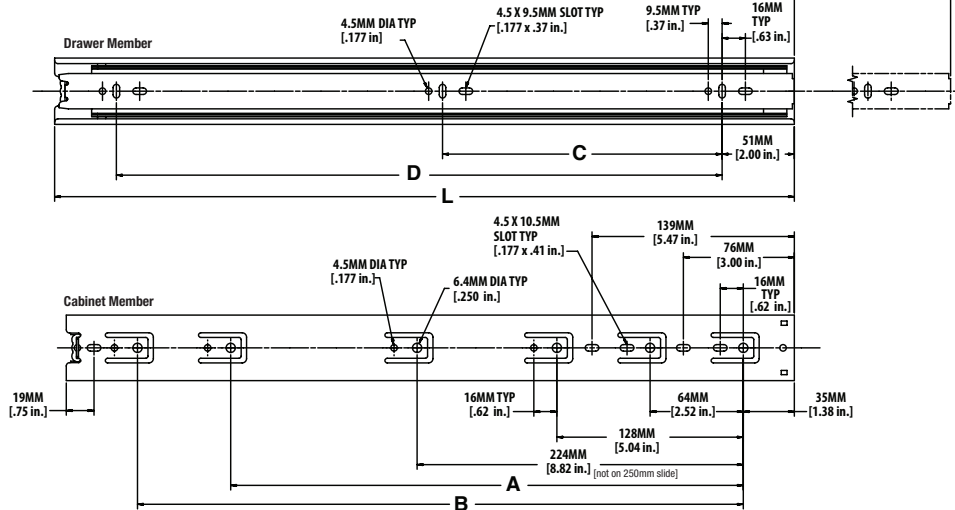 4.5MM DIA TYP
[.177 in]
4.5 X 9.5MM SLOT TYP
[.177 x .37 in.]
9.5MM TYP
[.37 in.]
16MM
TYP
[.63 in.]
Drawer Member
C
51MM
[2.00 in.]
D
L
4.5 X 10.5MM
SLOT TYP
[.177 x .41 in.]
139MM
[5.47 in.]
76MM
[3.00 in.]
4.5MM DIA TYP
[.177 in.]
6.4MM DIA TYP
[.250 in.]
16MM
TYP
[.62 in.]
Cabinet Member
19MM
[.75 in.]
16MM TYP
[.62 in.]
64MM
[2.52 in.]
35MM
[1.38 in.]
128MM
[5.04 in.]
224MM
[8.82 in.] [not on 250mm slide]
A
B